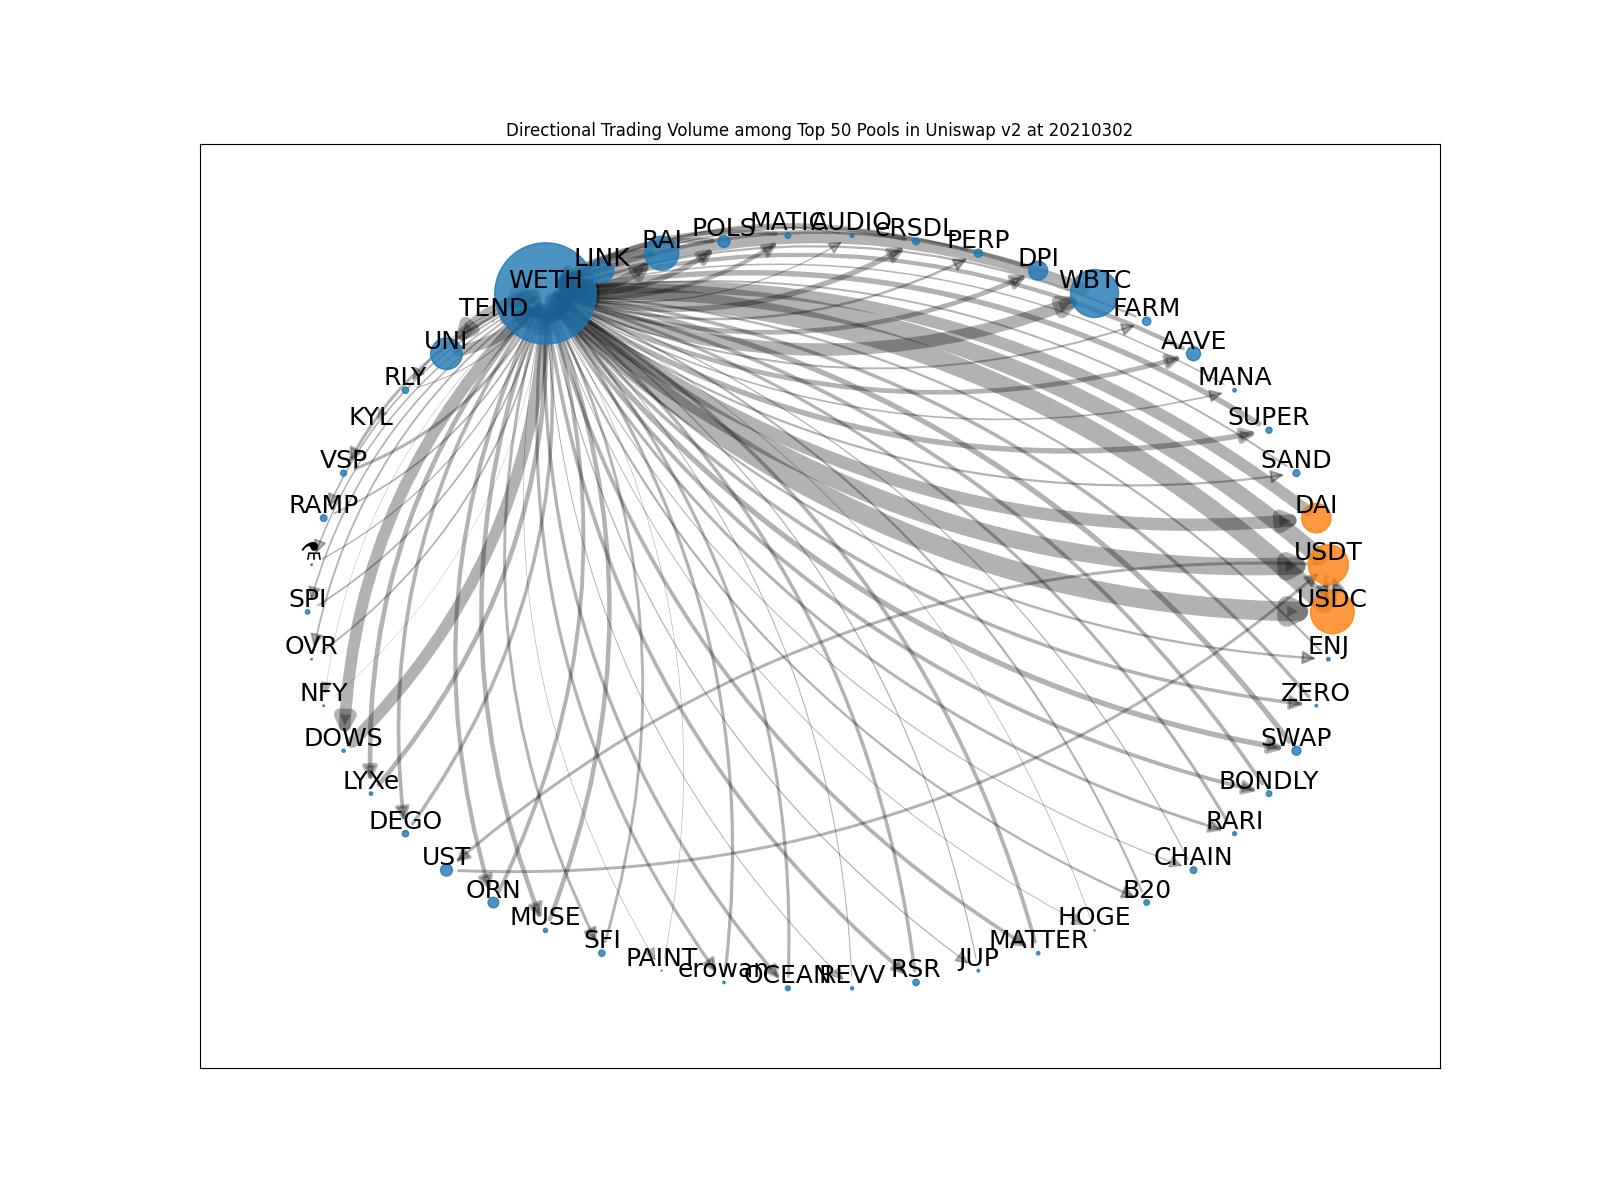 Directional Trading Volume among Top 50 Pools in Uniswap v2 at 20210302
MATIC
AUDIO
POLS
cRSDL
RAI
PERP
LINK
DPI
WETH
WBTC
TEND
FARM
UNI
AAVE
RLY
MANA
KYL
SUPER
VSP
SAND
RAMP
DAI
⚗
USDT
SPI
USDC
OVR
ENJ
NFY
ZERO
DOWS
SWAP
LYXe
BONDLY
DEGO
RARI
UST
CHAIN
ORN
B20
MUSE
HOGE
SFI
MATTER
PAINT
JUP
erowan
RSR
OCEAN
REVV